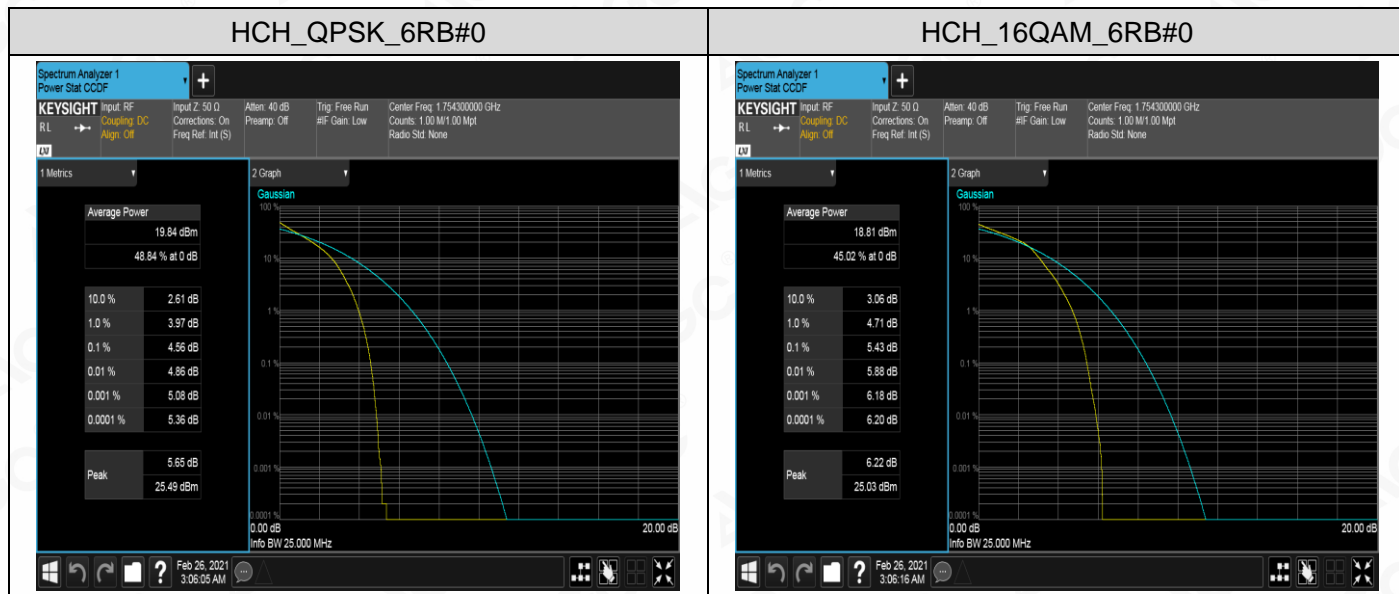 HCH_QPSK_6RB#0
Spectrum Analyzer 1
Power Stat CCDF
+
KEYSIGHT Input: RF
RL
Coupling: DC
Align: Off
LXI
Input Z: 50 Ω
Corrections: On
Freq Ref: Int (S)
Atten: 40 dB
Preamp: Off
Trig: Free Run
#IF Gain: Low
Center Freq: 1.754300000 GHz
Counts: 1.00 M/1.00 Mpt
Radio Std: None
1 Metrics
Average Power
19.84 dBm
48.84 % at 0 dB
10.0 % 2.61 dB
1.0 % 3.97 dB
0.1 % 4.56 dB
0.01 % 4.86 dB
0.001 % 5.08 dB
0.0001 % 5.36 dB
Peak
5.65 dB
25.49 dBm
2 Graph
Gaussian
100 %
10 %
1 %
0.1 %
0.01 %
0.001 %
0.0001 %
0.00 dB 20.00 dB
Info BW 25.000 MHz
?
Feb 26, 2021
3:06:05 AM
HCH_16QAM_6RB#0
Spectrum Analyzer 1
Power Stat CCDF
+
KEYSIGHT Input: RF
RL
Coupling: DC
Align: Off
LXI
Input Z: 50 Ω
Corrections: On
Freq Ref: Int (S)
Atten: 40 dB
Preamp: Off
Trig: Free Run
#IF Gain: Low
Center Freq: 1.754300000 GHz
Counts: 1.00 M/1.00 Mpt
Radio Std: None
1 Metrics
Average Power
18.81 dBm
45.02 % at 0 dB
10.0 % 3.06 dB
1.0 % 4.71 dB
0.1 % 5.43 dB
0.01 % 5.88 dB
0.001 % 6.18 dB
0.0001 % 6.20 dB
Peak
6.22 dB
25.03 dBm
2 Graph
Gaussian
100 %
10 %
1 %
0.1 %
0.01 %
0.001 %
0.0001 %
0.00 dB 20.00 dB
Info BW 25.000 MHz
?
Feb 26, 2021
3:06:16 AM